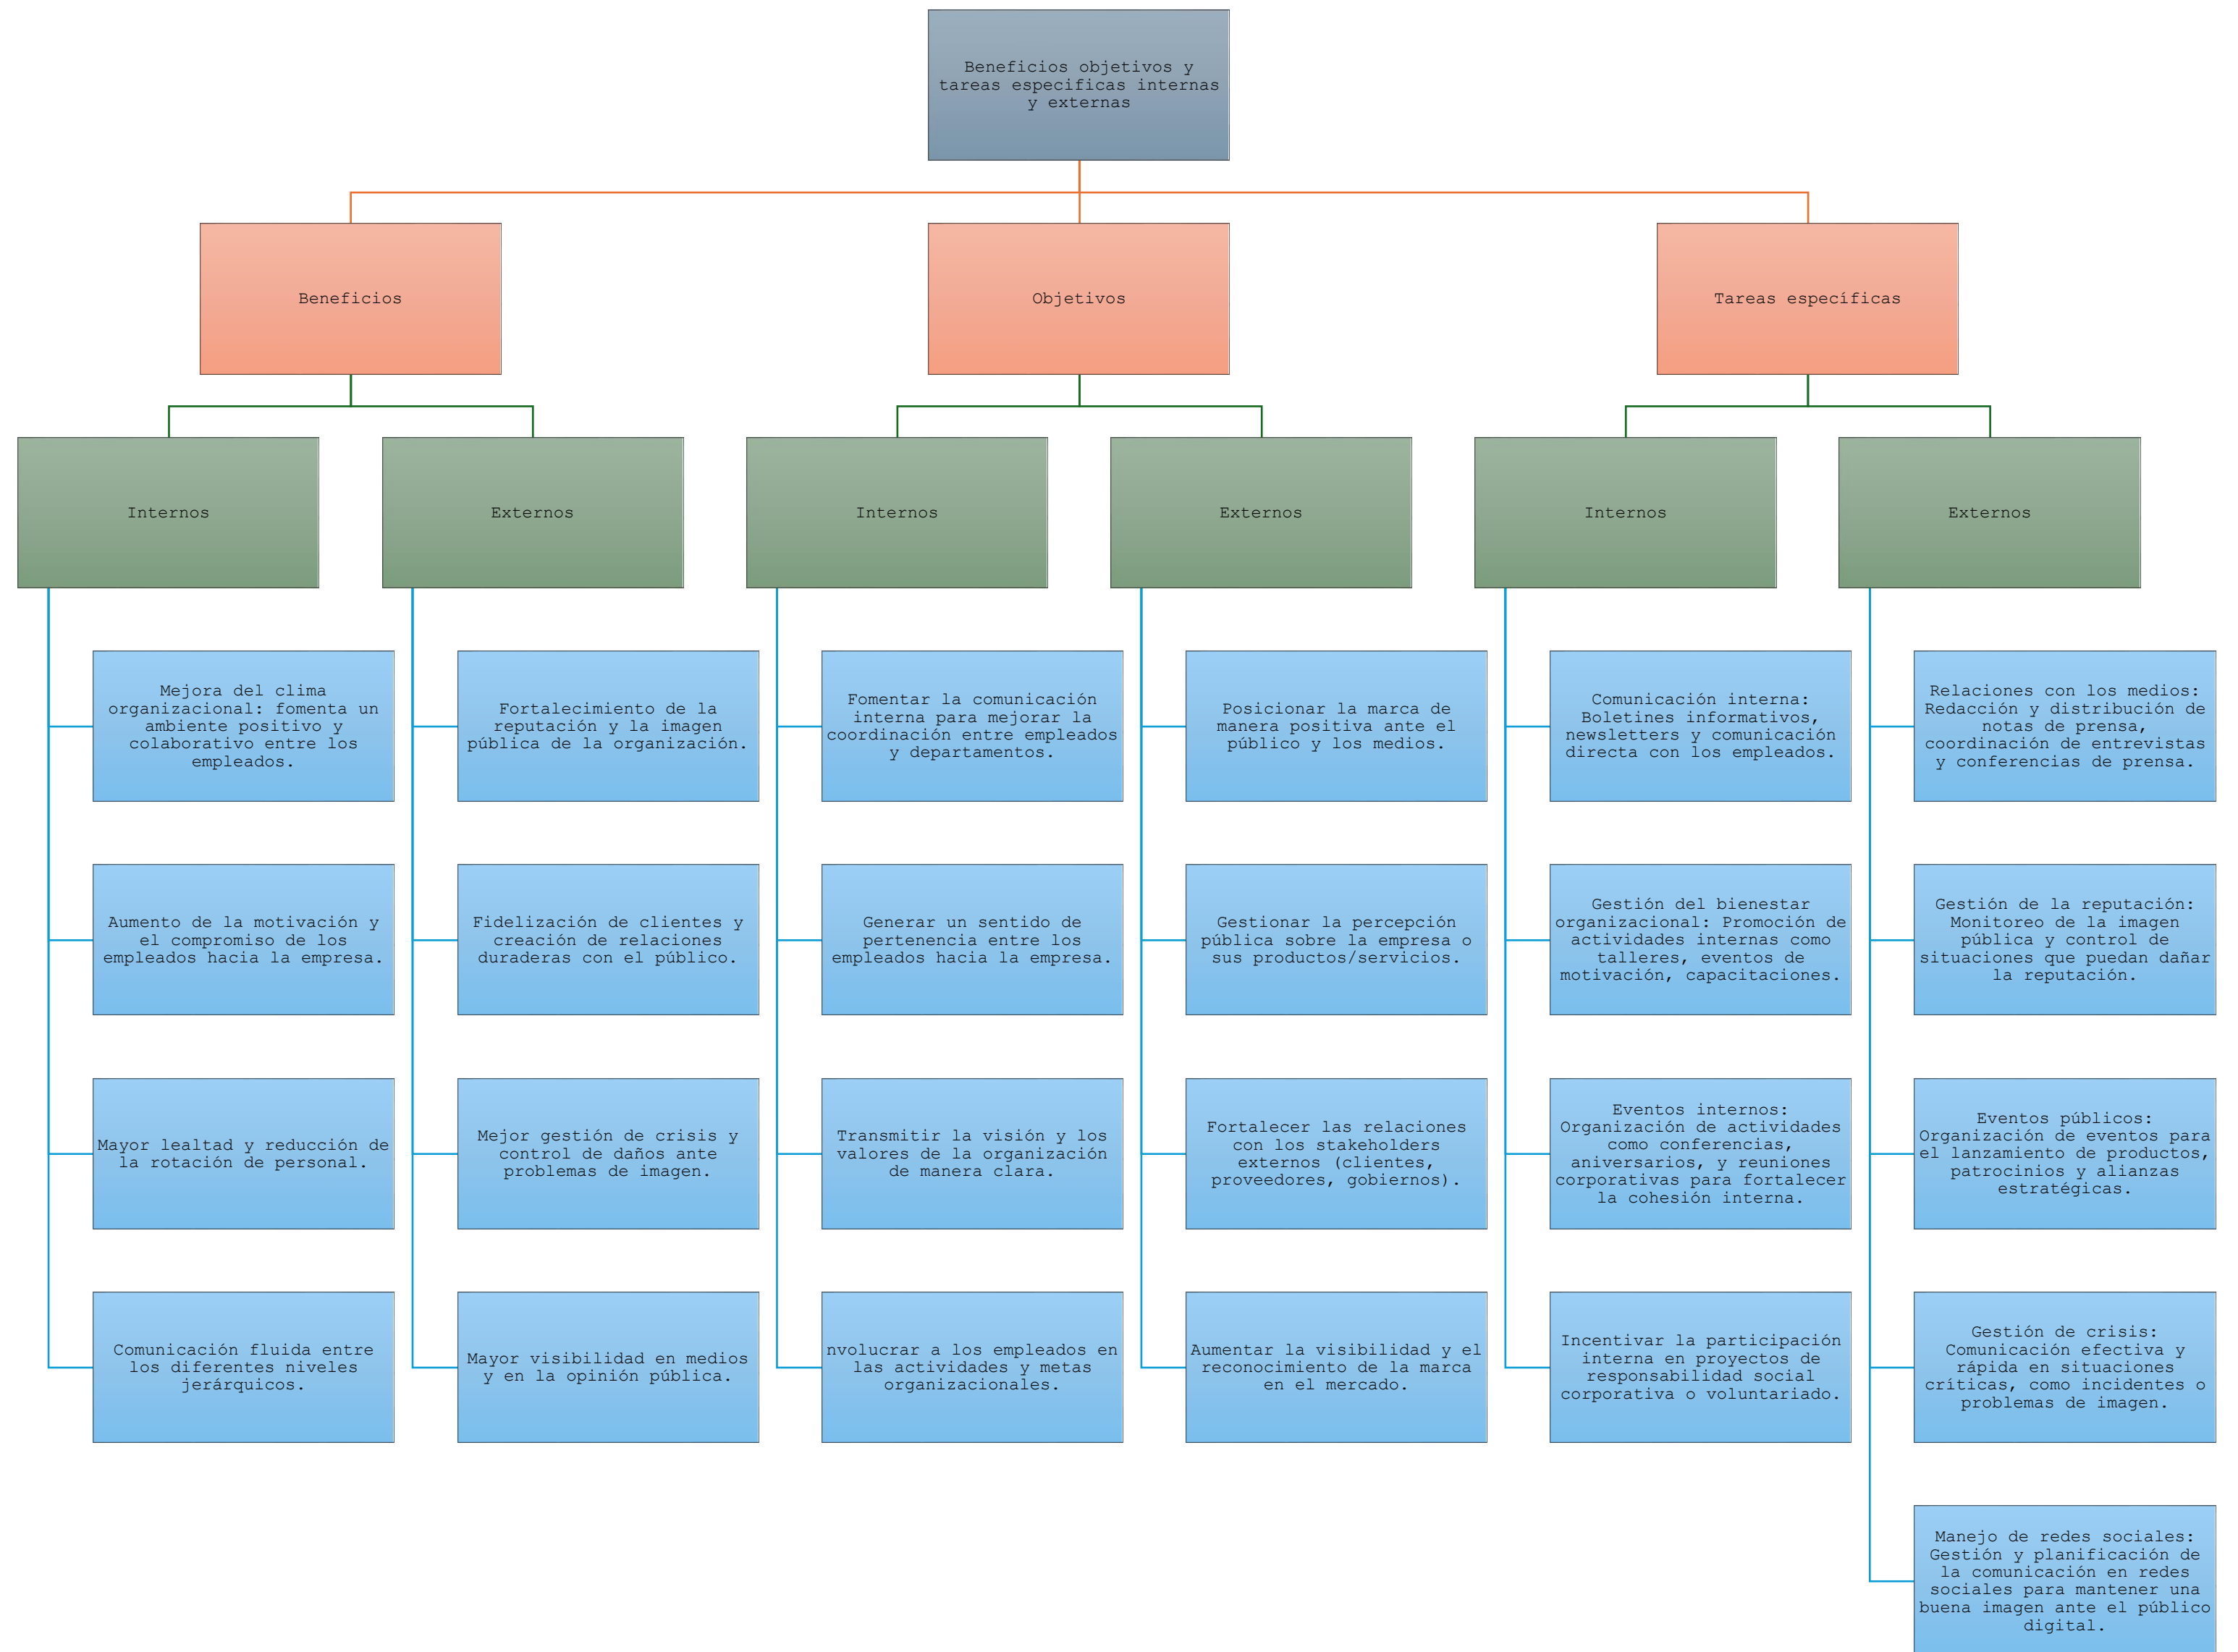 Beneficios objetivos y
tareas especificas internas
y externas
Beneficios
Objetivos
Tareas específicas
Internos
Externos
Internos
Externos
Internos
Externos
Mejora del clima
organizacional: fomenta un
ambiente positivo y
colaborativo entre los
empleados.
Fortalecimiento de la
reputación y la imagen
pública de la organización.
Fomentar la comunicación
interna para mejorar la
coordinación entre empleados
y departamentos.
Posicionar la marca de
manera positiva ante el
público y los medios.
Comunicación interna:
Boletines informativos,
newsletters y comunicación
directa con los empleados.
Relaciones con los medios:
Redacción y distribución de
notas de prensa,
coordinación de entrevistas
y conferencias de prensa.
Aumento de la motivación y
el compromiso de los
empleados hacia la empresa.
Fidelización de clientes y
creación de relaciones
duraderas con el público.
Generar un sentido de
pertenencia entre los
empleados hacia la empresa.
Gestionar la percepción
pública sobre la empresa o
sus productos/servicios.
Gestión del bienestar
organizacional: Promoción de
actividades internas como
talleres, eventos de
motivación, capacitaciones.
Gestión de la reputación:
Monitoreo de la imagen
pública y control de
situaciones que puedan dañar
la reputación.
Mayor lealtad y reducción de
la rotación de personal.
Mejor gestión de crisis y
control de daños ante
problemas de imagen.
Transmitir la visión y los
valores de la organización
de manera clara.
Fortalecer las relaciones
con los stakeholders
externos (clientes,
proveedores, gobiernos).
Eventos internos:
Organización de actividades
como conferencias,
aniversarios, y reuniones
corporativas para fortalecer
la cohesión interna.
Eventos públicos:
Organización de eventos para
el lanzamiento de productos,
patrocinios y alianzas
estratégicas.
Comunicación fluida entre
los diferentes niveles
jerárquicos.
Mayor visibilidad en medios
y en la opinión pública.
nvolucrar a los empleados en
las actividades y metas
organizacionales.
Aumentar la visibilidad y el
reconocimiento de la marca
en el mercado.
Incentivar la participación
interna en proyectos de
responsabilidad social
corporativa o voluntariado.
Gestión de crisis:
Comunicación efectiva y
rápida en situaciones
críticas, como incidentes o
problemas de imagen.
Manejo de redes sociales:
Gestión y planificación de
la comunicación en redes
sociales para mantener una
buena imagen ante el público
digital.